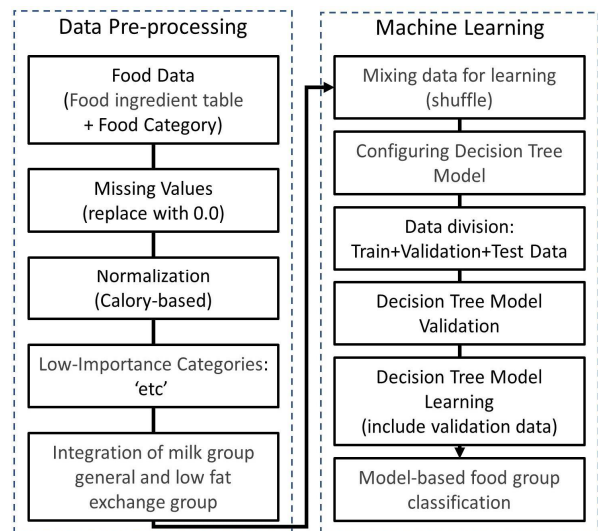 Data Pre-processing
Food Data
(Food ingredient table
+ Food Category)
Missing Values
(replace with 0.0)
Normalization
(Calory-based)
Low-Importance Categories:
‘etc’
Integration of milk group
general and low fat
exchange group
Machine Learning
Mixing data for learning
(shuffle)
Configuring Decision Tree
Model
Data division:
Train+Validation+Test Data
Decision Tree Model
Validation
Decision Tree Model
Learning
(include validation data)
Model-based food group
classification